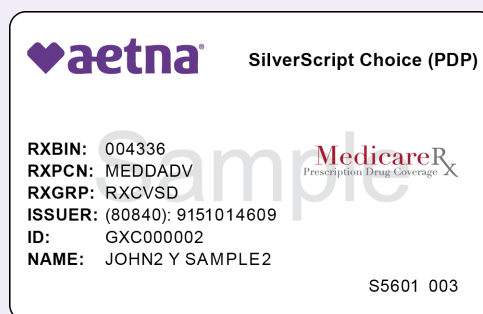 aetna®
SilverScript Choice (PDP)
Sample
RXBIN: 004336
RXPCN: MEDDADV
RXGRP: RXCVSD
ISSUER: (80840): 9151014609
ID: GXC000002
NAME: JOHN2 Y SAMPLE2
MedicareRx
Prescription Drug Coverage
S5601 003